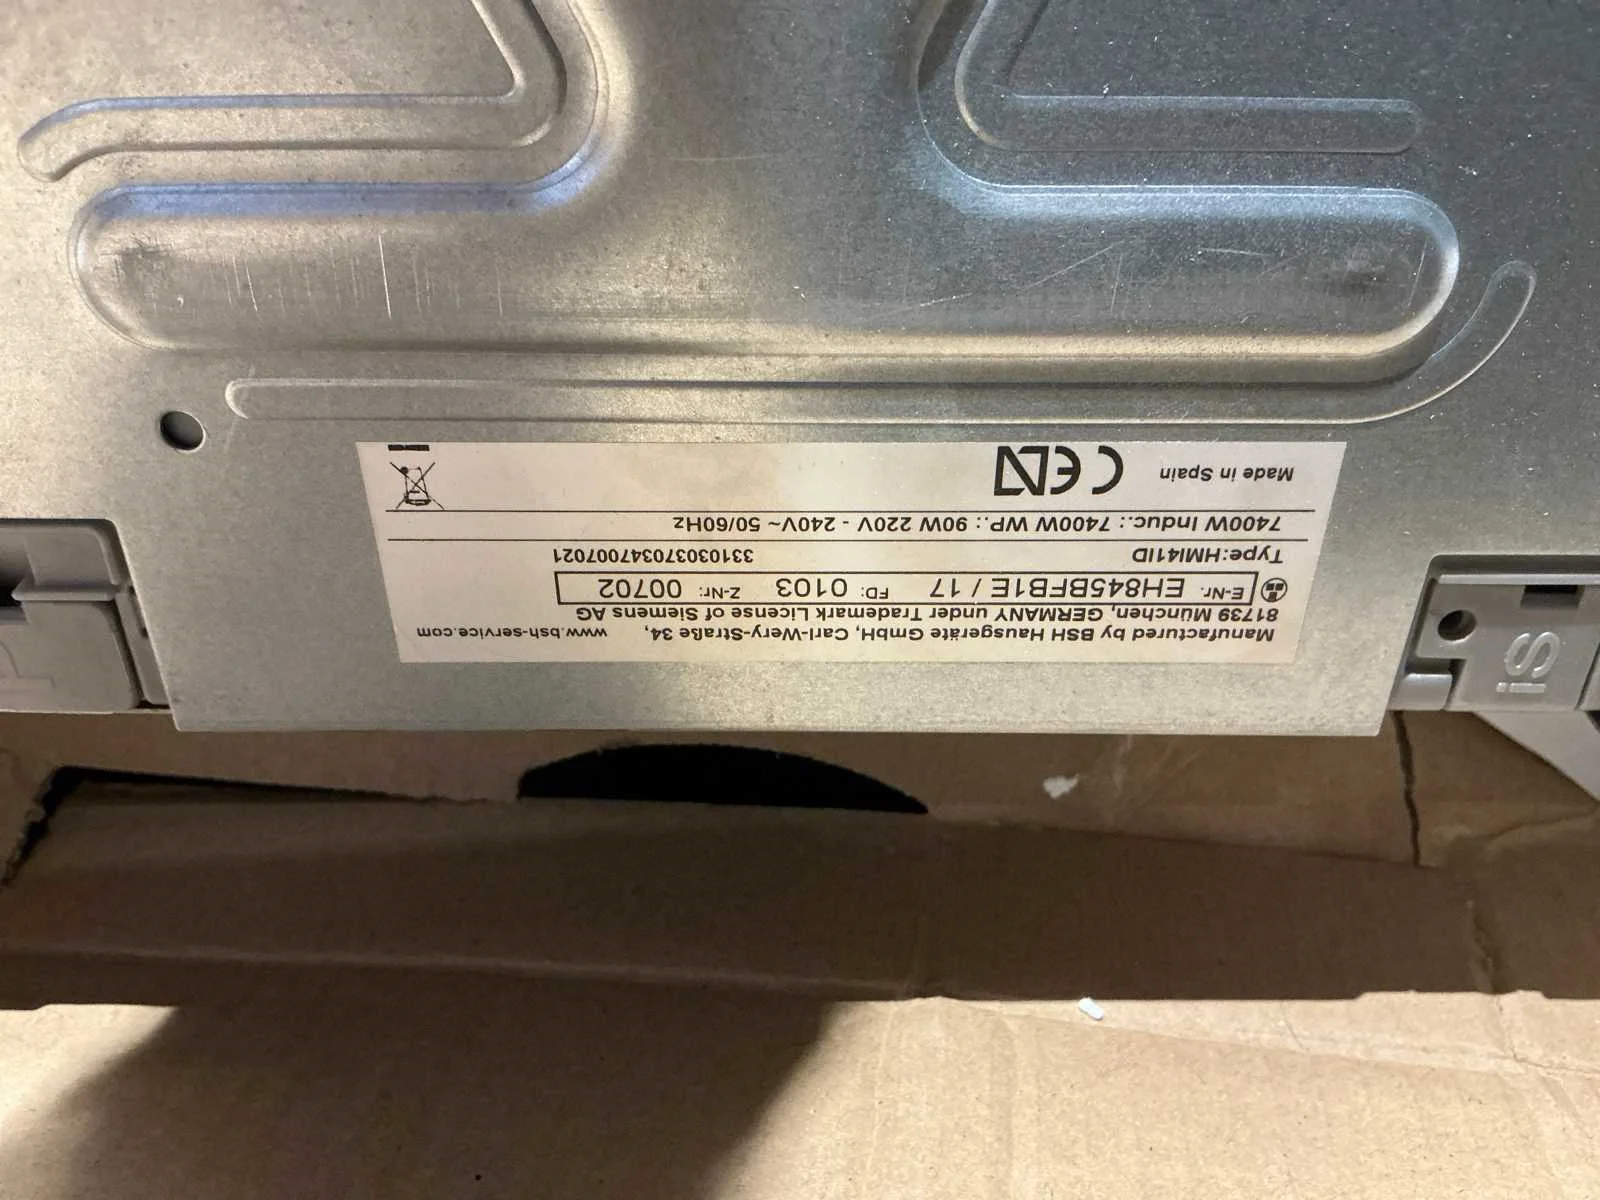 Manufactured by BSH Hausgeräte GmbH, Carl-Wery-Straße 34, www.bsh-service.com
81739 München, GERMANY under Trademark License of Siemens AG
E-Nr. EH845BFB1E / 17 FD: 0103 Z-Nr: 00702
Type:HMI41ID 331030370347007021
7400W Induc.: 7400W WP.: 90W 220V - 240V~ 50/60Hz
Made in Spain CE